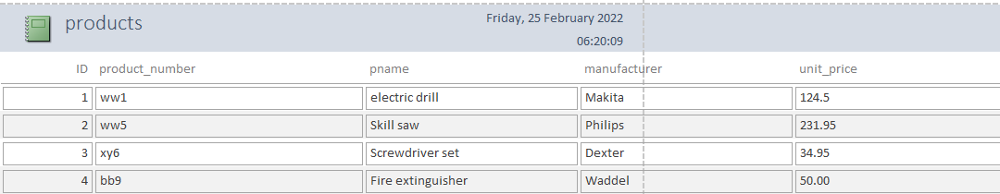 products
Friday, 25 February 2022
06:20:09
ID product_number pname manufacturer unit_price
1 ww1 electric drill Makita 124.5
2 ww5 Skill saw Philips 231.95
3 xy6 Screwdriver set Dexter 34.95
4 bb9 Fire extinguisher Waddel 50.00